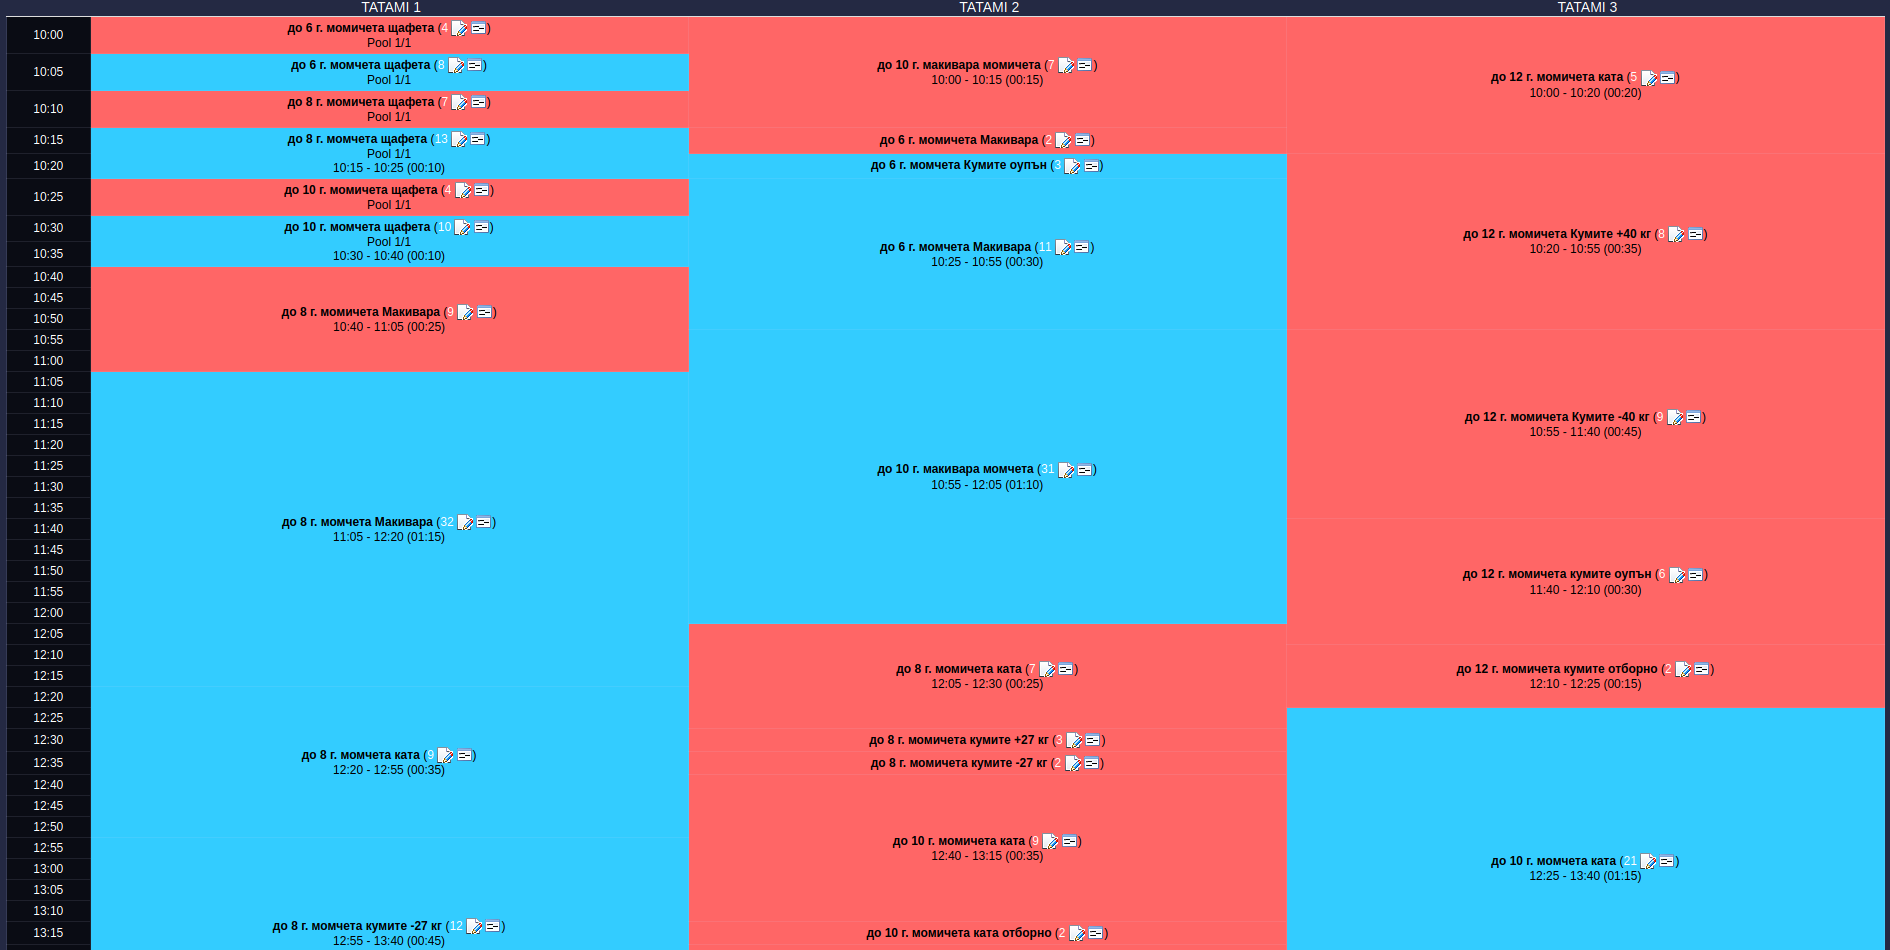 TATAMI 1
TATAMI 2
TATAMI 3
10:00
10:05
10:10
10:15
10:20
10:25
10:30
10:35
10:40
10:45
10:50
10:55
11:00
11:05
11:10
11:15
11:20
11:25
11:30
11:35
11:40
11:45
11:50
11:55
12:00
12:05
12:10
12:15
12:20
12:25
12:30
12:35
12:40
12:45
12:50
12:55
13:00
13:05
13:10
13:15
до 6 г. момичета щафета (4)
Pool 1/1
до 6 г. момчета щафета (8)
Pool 1/1
до 8 г. момичета щафета (7)
Pool 1/1
до 8 г. момчета щафета (13)
Pool 1/1
10:15 - 10:25 (00:10)
до 10 г. момичета щафета (4)
Pool 1/1
до 10 г. момчета щафета (10)
Pool 1/1
10:30 - 10:40 (00:10)
до 8 г. момичета Макивара (9)
10:40 - 11:05 (00:25)
до 8 г. момчета Макивара (32)
11:05 - 12:20 (01:15)
до 8 г. момчета ката (9)
12:20 - 12:55 (00:35)
до 8 г. момчета кумите -27 кг (12)
12:55 - 13:40 (00:45)
до 10 г. макивара момичета (7)
10:00 - 10:15 (00:15)
до 6 г. момичета Макивара (2)
до 6 г. момчета Кумите оупън (3)
до 6 г. момчета Макивара (11)
10:25 - 10:55 (00:30)
до 10 г. макивара момчета (31)
10:55 - 12:05 (01:10)
до 8 г. момичета ката (7)
12:05 - 12:30 (00:25)
до 8 г. момичета кумите +27 кг (3)
до 8 г. момичета кумите -27 кг (2)
до 10 г. момичета ката (9)
12:40 - 13:15 (00:35)
до 10 г. момичета ката отборно (2)
до 12 г. момичета ката (5)
10:00 - 10:20 (00:20)
до 12 г. момичета Кумите +40 кг (8)
10:20 - 10:55 (00:35)
до 12 г. момичета Кумите -40 кг (9)
10:55 - 11:40 (00:45)
до 12 г. момичета кумите оупън (6)
11:40 - 12:10 (00:30)
до 12 г. момичета кумите отборно (2)
12:10 - 12:25 (00:15)
до 10 г. момчета ката (21)
12:25 - 13:40 (01:15)